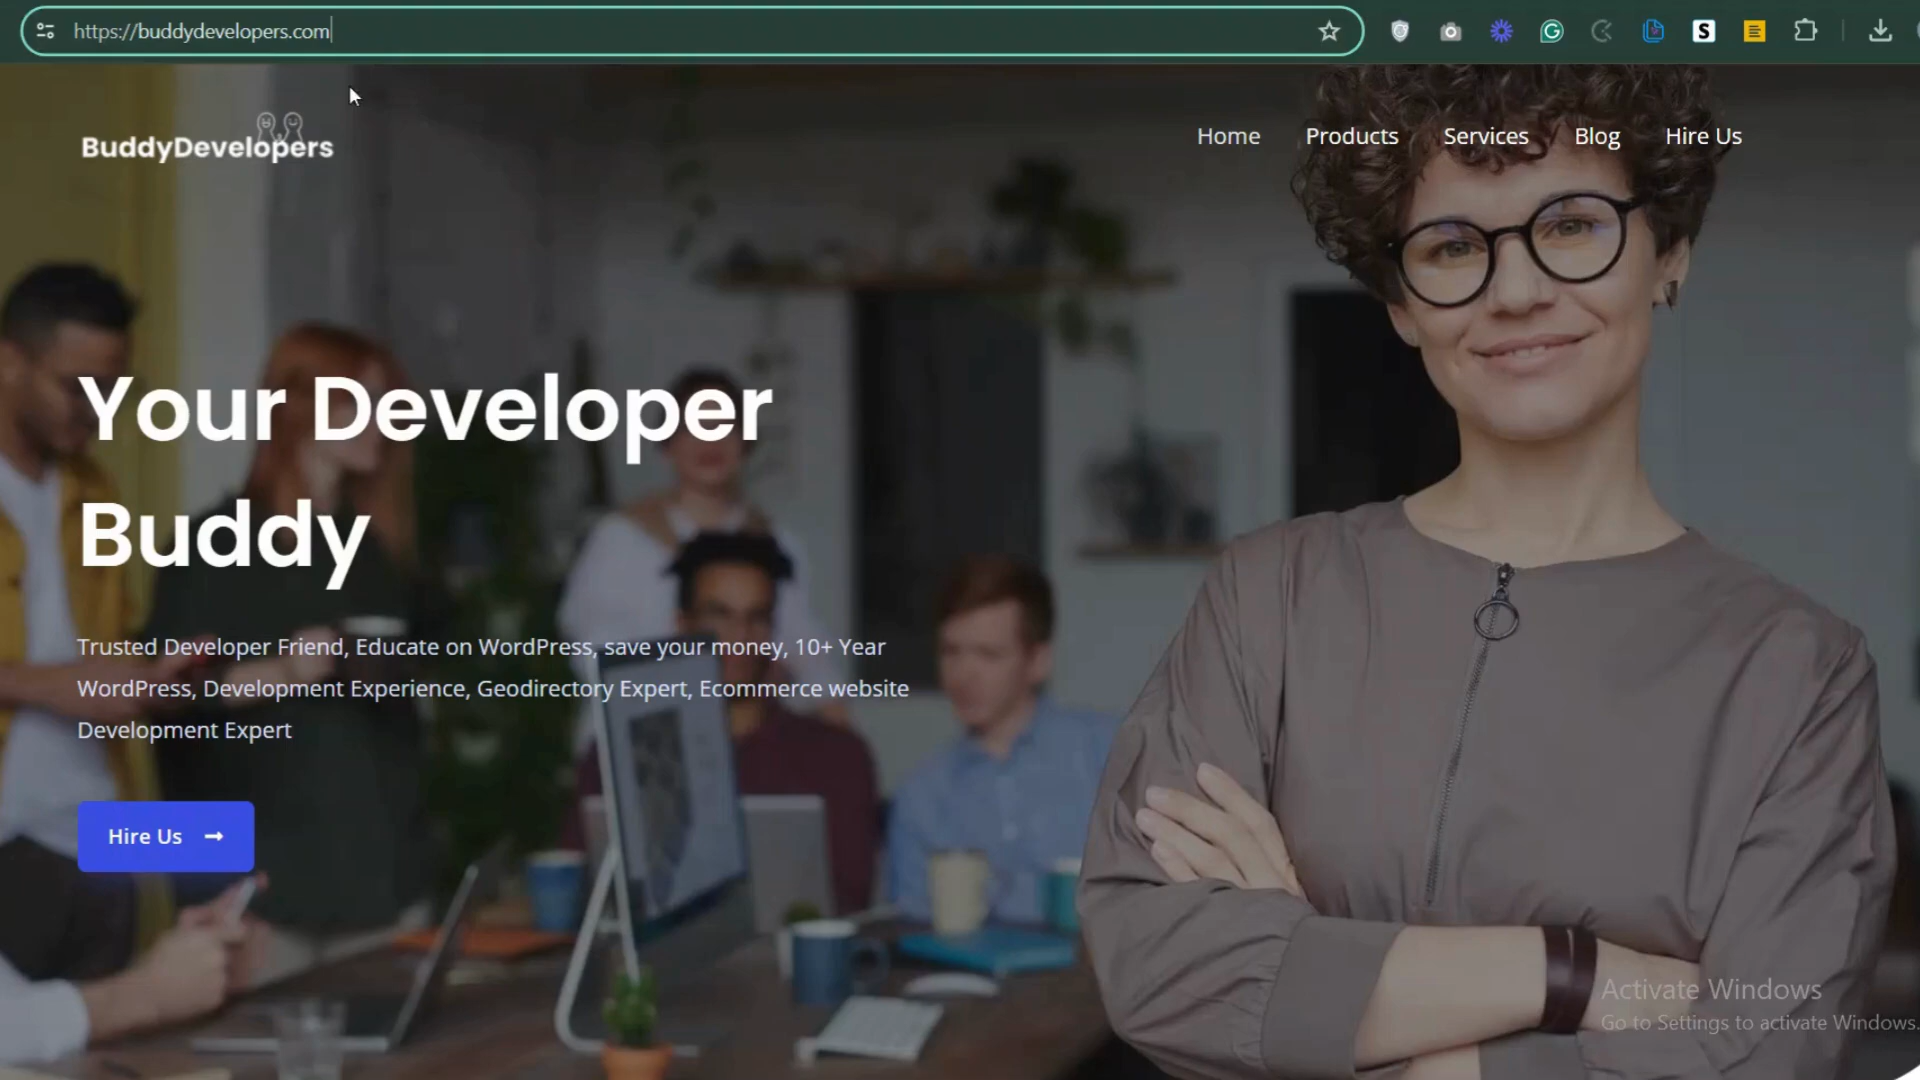 https://buddydevelopers.com
BuddyDevelopers
Home Products Services Blog Hire Us
Your Developer
Buddy
Trusted Developer Friend, Educate on WordPress, save your money, 10+ Year
WordPress, Development Experience, Geodirectory Expert, Ecommerce website
Development Expert
Hire Us
Activate Windows
Go to Settings to activate Windows.